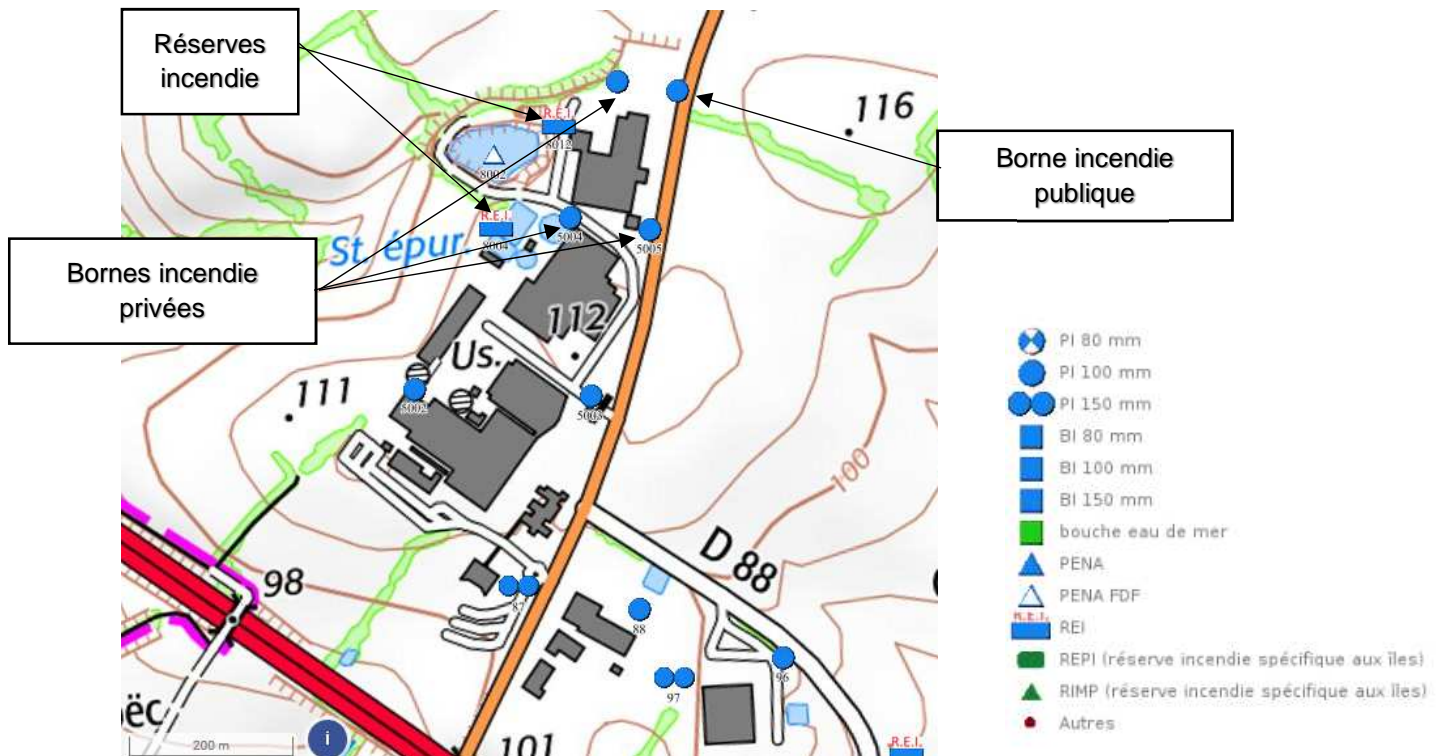 Réserves
incendie
Borne incendie
publique
Bornes incendie
privées
116
R.E.I.
8012
8002
R.E.I.
8004
St. épur.
5004
5005
112
Us.
111
5002
5003
100
D 88
98
87
88
96
97
ëc
101
200 m
i
R.E.I.
PI 80 mm
PI 100 mm
PI 150 mm
BI 80 mm
BI 100 mm
BI 150 mm
bouche eau de mer
PENA
PENA FDF
R.E.I.
REI
REPI (réserve incendie spécifique aux îles)
RIMP (réserve incendie spécifique aux îles)
Autres